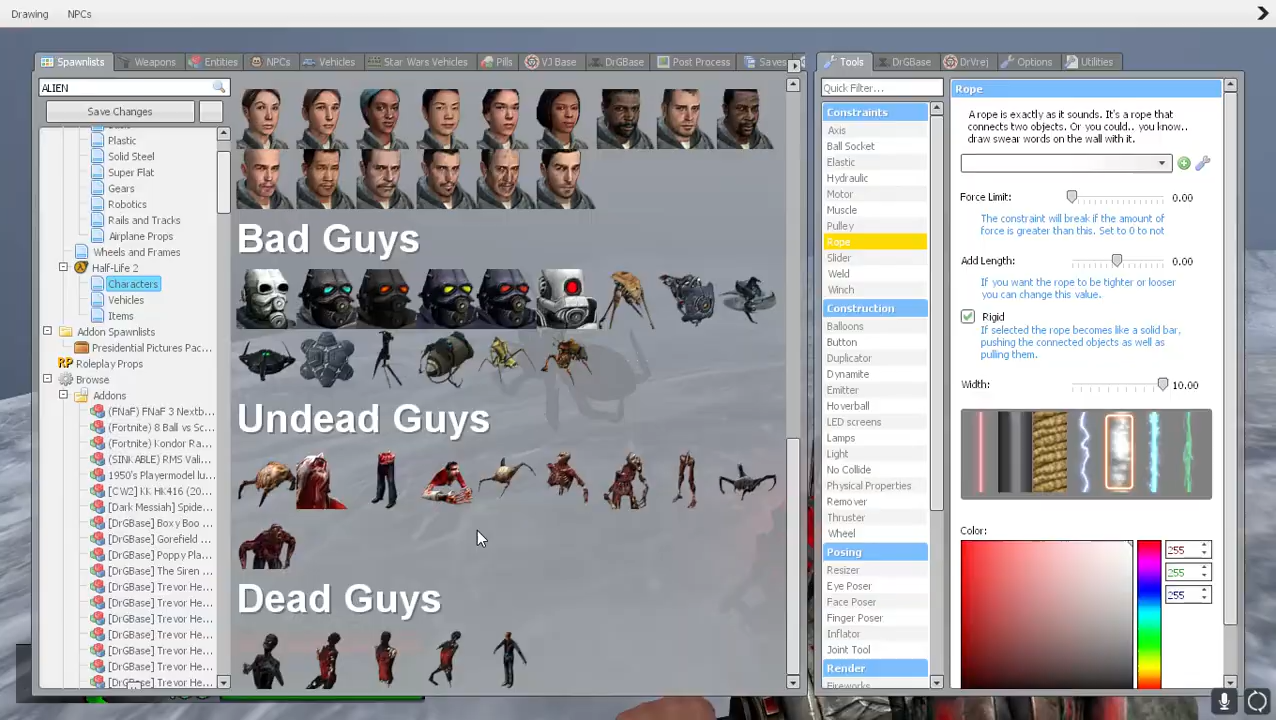 Drawing NPCs
Spawnlists Weapons Entities NPCs Vehicles Star Wars Vehicles Pills VJ Base DrGBase Post Process Saves
ALIEN
Save Changes
Plastic
Solid Steel
Super Flat
Gears
Robotics
Rails and Tracks
Airplane Props
Wheels and Frames
Half-Life 2
Characters
Vehicles
Items
Addon Spawnlists
Presidential Pictures Pac...
Roleplay Props
Browse
Addons
(FNaF) FNaF 3 Nextb...
(Fortnite) 8 Ball vs Sc...
(Fortnite) Kondor Ra...
(SINKABLE) RMS Vali...
1950's Playermodel lu...
[CW2] KK HK416 (20...
[Dark Messiah] Spide...
[DrGBase] Boxy Boo ...
[DrGBase] Gorefield ...
[DrGBase] Poppy Pla...
[DrGBase] The Siren ...
[DrGBase] Trevor He...
[DrGBase] Trevor He...
[DrGBase] Trevor He...
[DrGBase] Trevor He...
[DrGBase] Trevor He...
[DrGBase] Trevor He...
[DrGBase] Trevor He...
Bad Guys
Undead Guys
Dead Guys
Tools DrGBase DrVrej Options Utilities
Quick Filter...
Constraints
Axis
Ball Socket
Elastic
Hydraulic
Motor
Muscle
Pulley
Rope
Slider
Weld
Winch
Construction
Balloons
Button
Duplicator
Dynamite
Emitter
Hoverball
LED screens
Lamps
Light
No Collide
Physical Properties
Remover
Thruster
Wheel
Posing
Resizer
Eye Poser
Face Poser
Finger Poser
Inflator
Joint Tool
Render
Fireworks
Rope
A rope is exactly as it sounds. It's a rope that
connects two objects. Or you could.. you know..
draw swear words on the wall with it.
Force Limit: 0.00
The constraint will break if the amount of
force is greater than this. Set to 0 to not
Add Length: 0.00
If you want the rope to be tighter or looser
you can change this value.
Rigid
If selected the rope becomes like a solid bar,
pushing the connected objects as well as
pulling them.
Width: 10.00
Color:
255
255
255